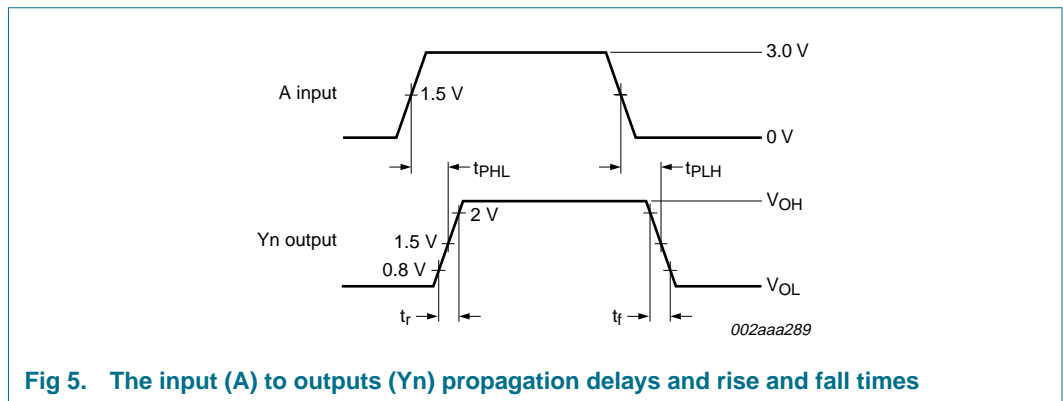 3.0 V
A input
1.5 V
0 V
tPHL
tPLH
VOH
2 V
Yn output
1.5 V
0.8 V
VOL
tr
tf
002aaa289
Fig 5. The input (A) to outputs (Yn) propagation delays and rise and fall times